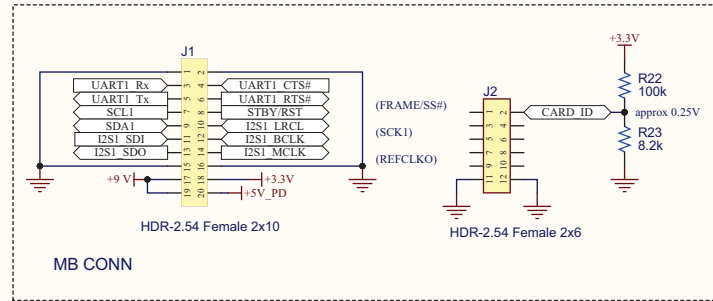 J1
1 2
UART1_Rx 3 4 UART1_CTS#
UART1_Tx 5 6 UART1_RTS#
SCL1 7 8 STBY/RST
SDA1 9 10 I2S1_LRCL
I2S1_SDI 11 12 I2S1_BCLK
I2S1_SDO 13 14 I2S1_MCLK
15 16
+9 V 17 18 +3.3V
19 20 +5V_PD
HDR-2.54 Female 2x10
(FRAME/SS#)
(SCK1)
(REFCLKO)
J2
1 2 CARD_ID
3 4
5 6
7 8
9 10
11 12
HDR-2.54 Female 2x6
+3.3V
R22
100k
approx 0.25V
R23
8.2k
MB CONN